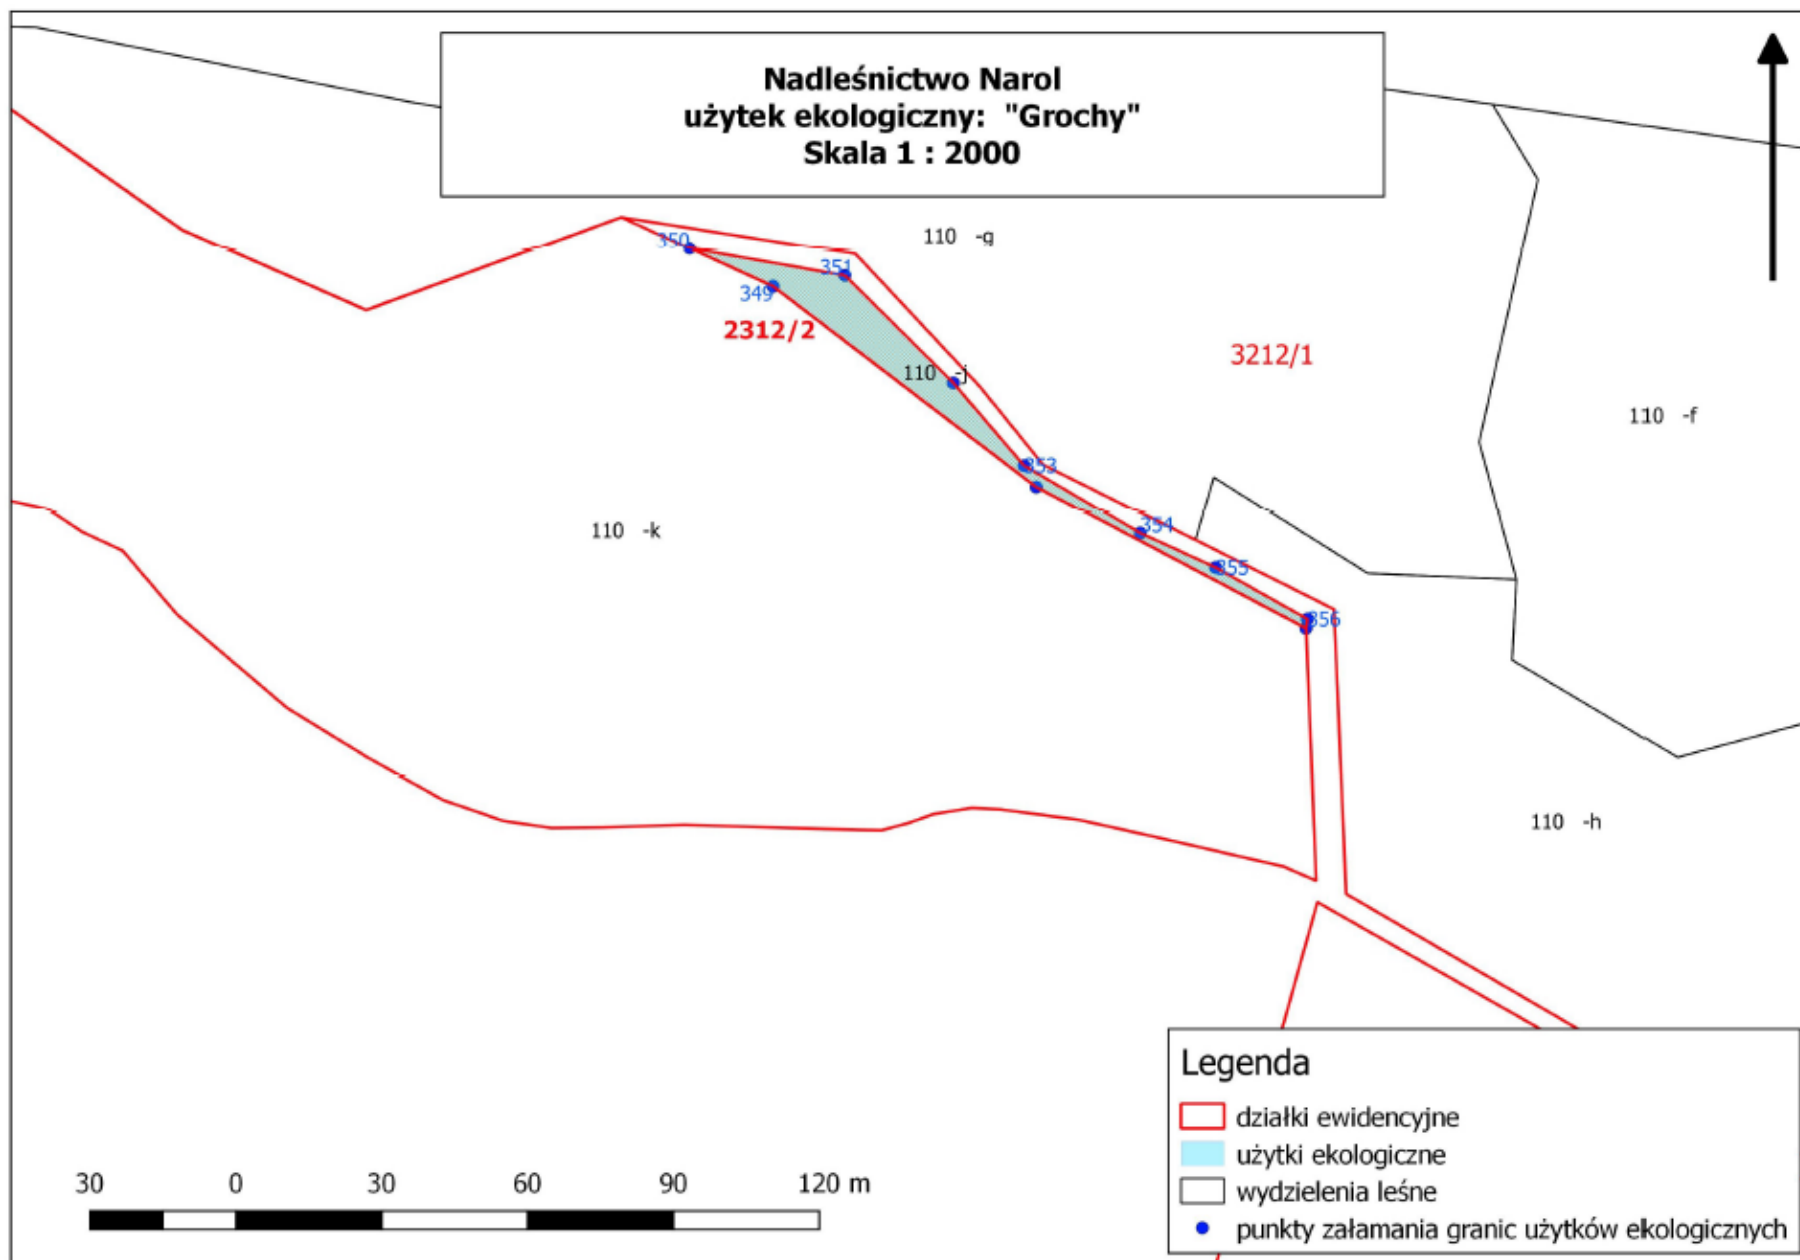 Nadleśnictwo Narol
użytek ekologiczny: "Grochy"
Skala 1 : 2000
110 -g
350
351
349
2312/2
3212/1
110 -j
110 -f
353
354
110 -k
355
356
110 -h
Legenda
działki ewidencyjne
użytki ekologiczne
wydzielenia leśne
punkty załamania granic użytków ekologicznych
30 0 30 60 90 120 m